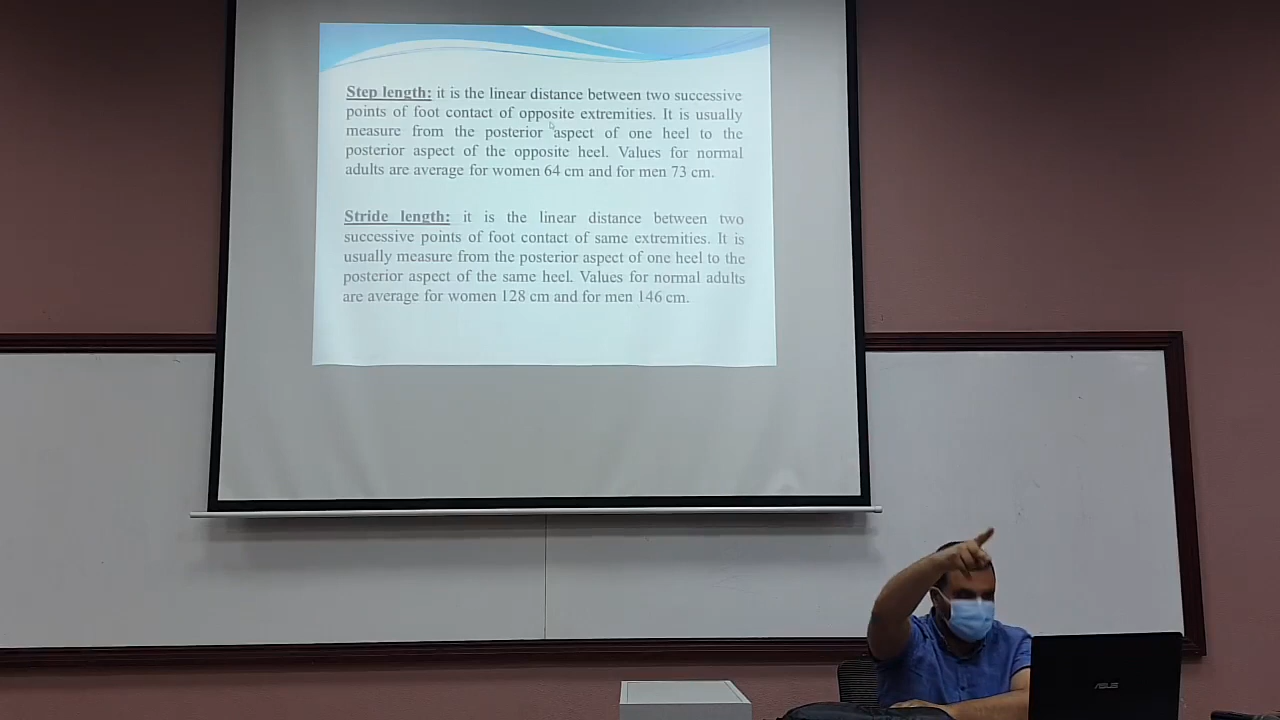 Step length: it is the linear distance between two successive
points of foot contact of opposite extremities. It is usually
measure from the posterior aspect of one heel to the
posterior aspect of the opposite heel. Values for normal
adults are average for women 64 cm and for men 73 cm.
Stride length: it is the linear distance between two
successive points of foot contact of same extremities. It is
usually measure from the posterior aspect of one heel to the
posterior aspect of the same heel. Values for normal adults
are average for women 128 cm and for men 146 cm.
ASUS